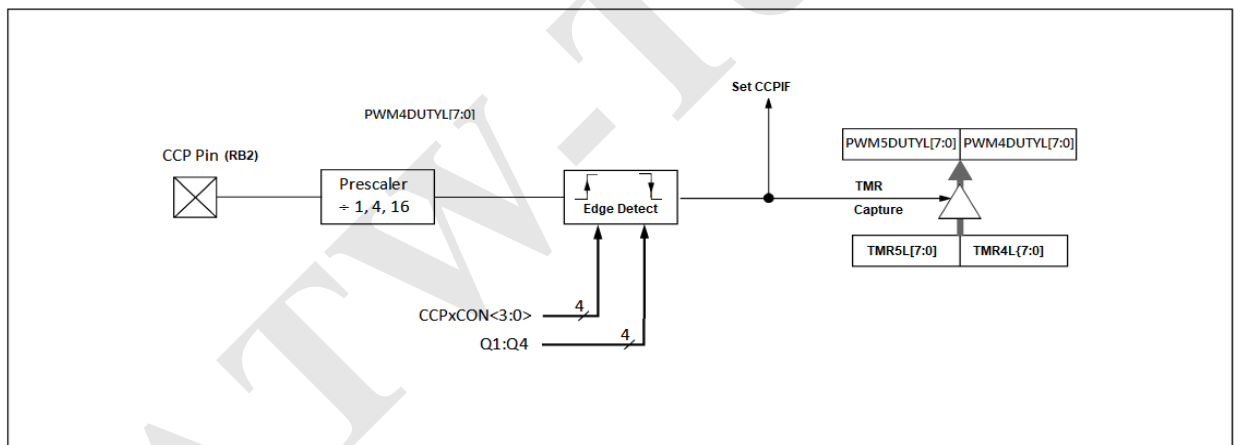 Set CCPIF
PWM4DUTYL[7:0]
PWM5DUTYL[7:0] PWM4DUTYL[7:0]
CCP Pin (RB2)
Prescaler
÷ 1, 4, 16
Edge Detect
TMR
Capture
TMR5L[7:0] TMR4L{7:0]
CCPxCON<3:0> 4
Q1:Q4 4